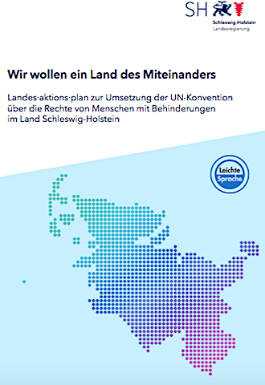 SH
Schleswig-Holstein
Landesregierung
Wir wollen ein Land des Miteinanders
Landes·aktions·plan zur Umsetzung der UN-Konvention
über die Rechte von Menschen mit Behinderungen
im Land Schleswig-Holstein
Leichte
Sprache